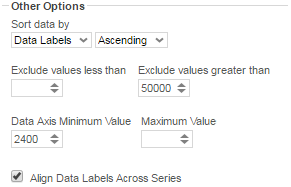 Other Options
Sort data by
Data Labels Ascending
Exclude values less than Exclude values greater than
50000
Data Axis Minimum Value Maximum Value
2400
Align Data Labels Across Series